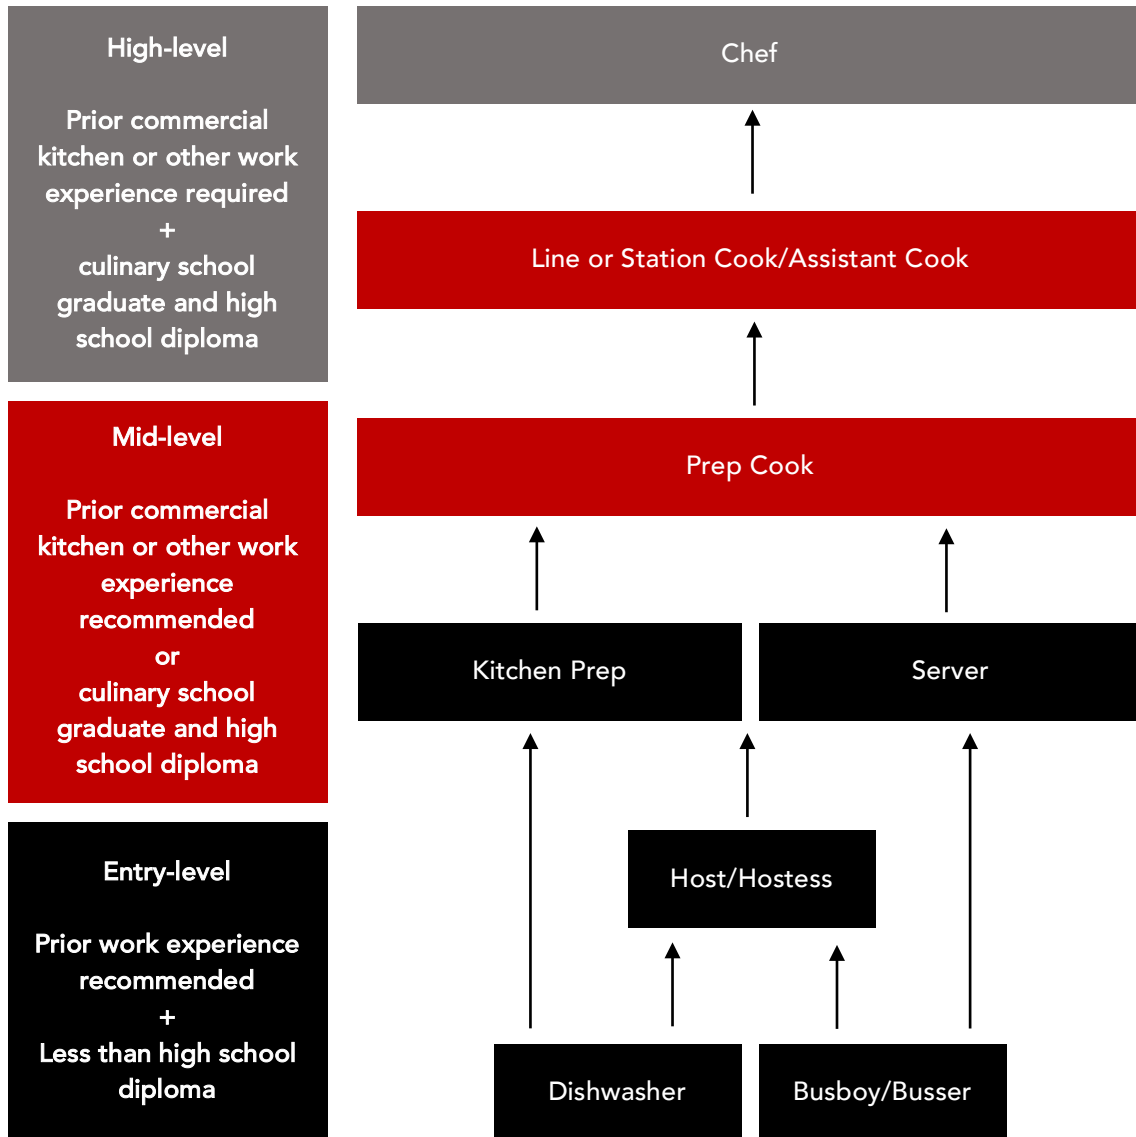 High-level
Prior commercial
kitchen or other work
experience required
+
culinary school
graduate and high
school diploma
Mid-level
Prior commercial
kitchen or other work
experience
recommended
or
culinary school
graduate and high
school diploma
Entry-level
Prior work experience
recommended
+
Less than high school
diploma
Chef
Line or Station Cook/Assistant Cook
Prep Cook
Kitchen Prep
Server
Host/Hostess
Dishwasher
Busboy/Busser